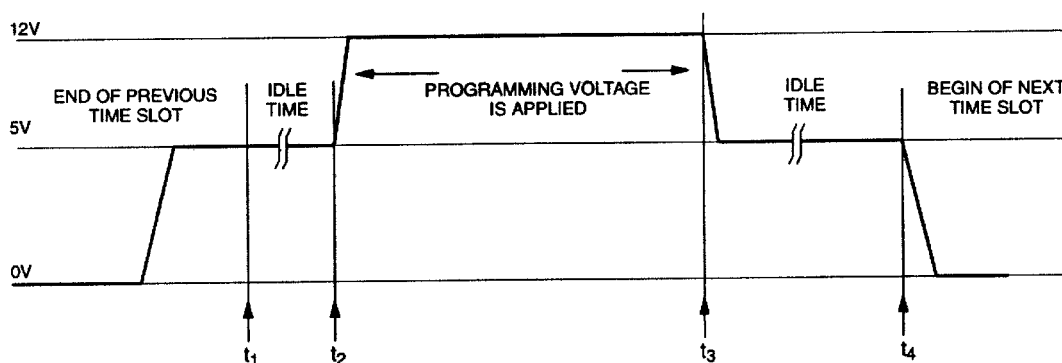 12V
END OF PREVIOUS
TIME SLOT
IDLE
TIME
PROGRAMMING VOLTAGE
IS APPLIED
IDLE
TIME
BEGIN OF NEXT
TIME SLOT
5V
0V
t1
t2
t3
t4